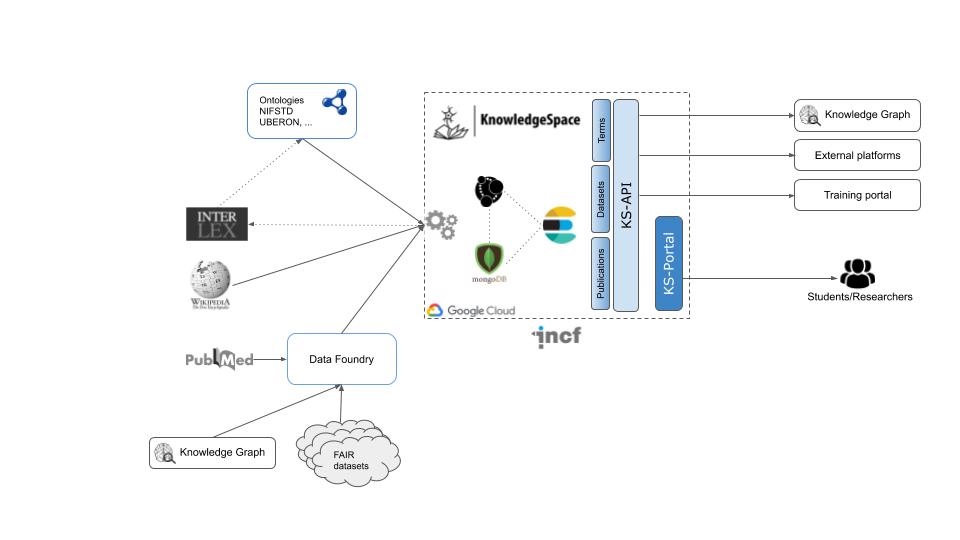 Ontologies
NIFSTD
UBERON, ...
KnowledgeSpace
Terms
Datasets
Publications
KS-API
KS-Portal
Knowledge Graph
External platforms
Training portal
Students/Researchers
INTER
LEX
WIKIPEDIA
The Free Encyclopedia
mongoDB
Google Cloud
incf
PubMed
Data Foundry
Knowledge Graph
FAIR
datasets